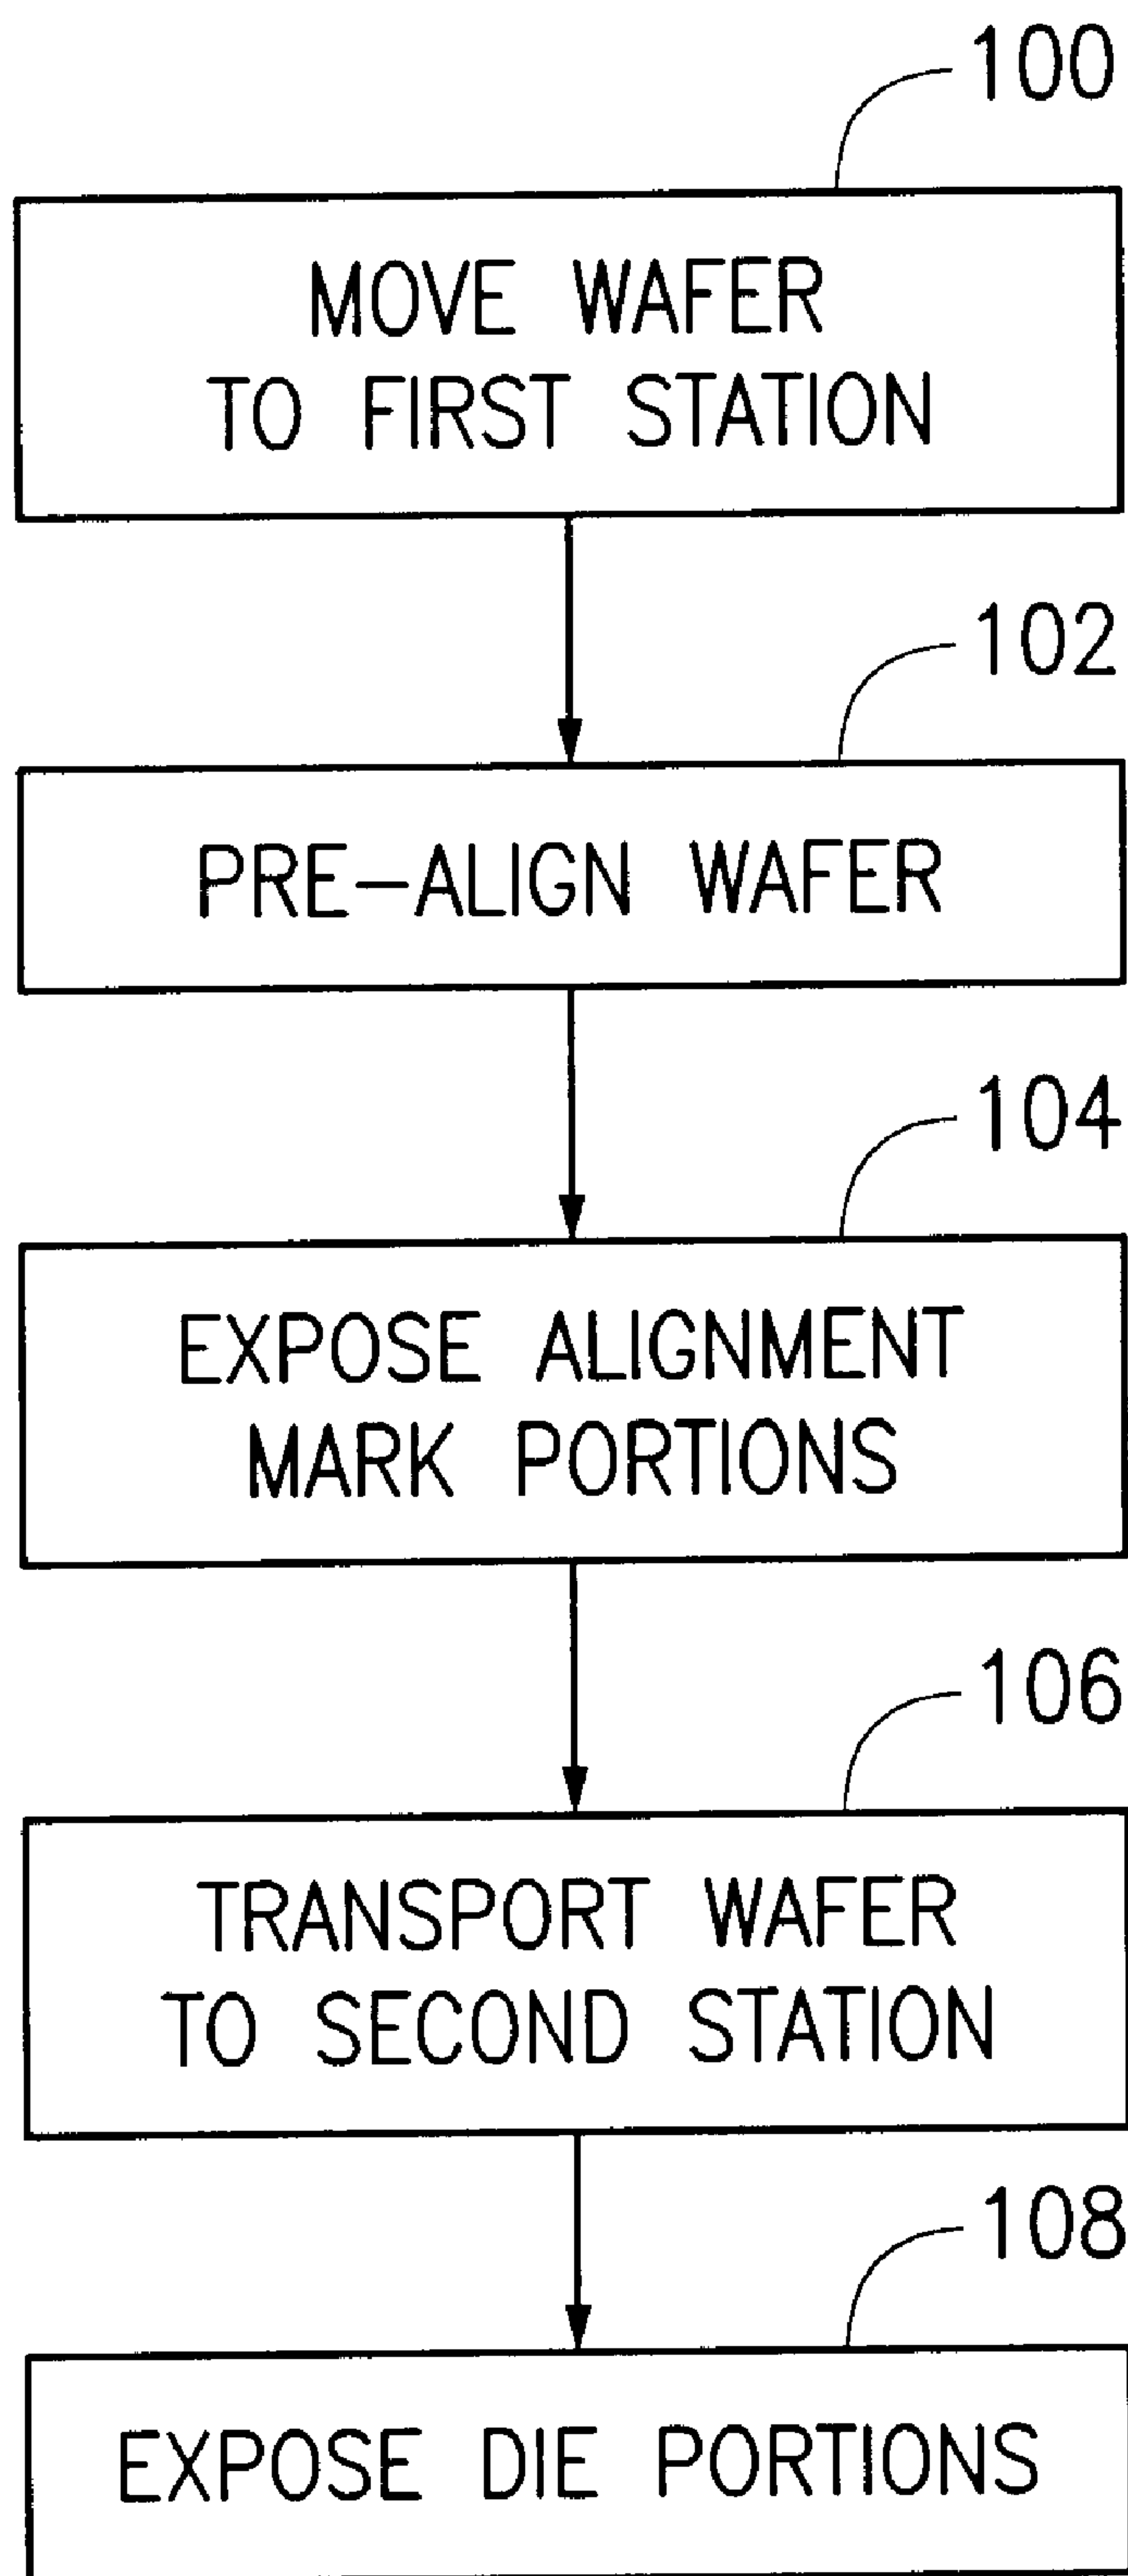 100
MOVE WAFER
TO FIRST STATION
102
PRE-ALIGN WAFER
104
EXPOSE ALIGNMENT
MARK PORTIONS
106
TRANSPORT WAFER
TO SECOND STATION
108
EXPOSE DIE PORTIONS